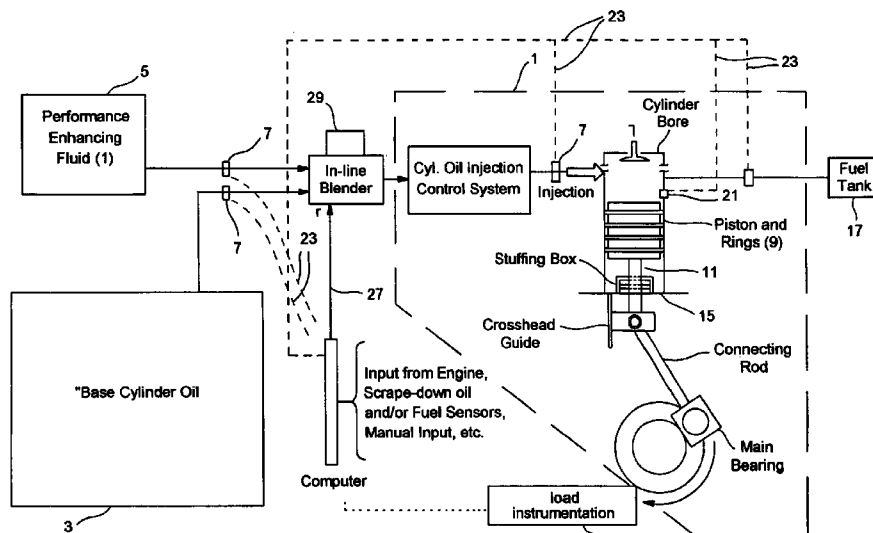 23
5
1
23
Performance
Enhancing
Fluid (1)
29
7
In-line
Blender
r
7
Cyl. Oil Injection
Control System
7
Injection
Cylinder
Bore
Fuel
Tank
17
21
Piston and
Rings (9)
Stuffing Box
11
15
23
27
Crosshead
Guide
Connecting
Rod
"Base Cylinder Oil
Input from Engine,
Scrape-down oil
and/or Fuel Sensors,
Manual Input, etc.
Computer
Main
Bearing
load
instrumentation
3